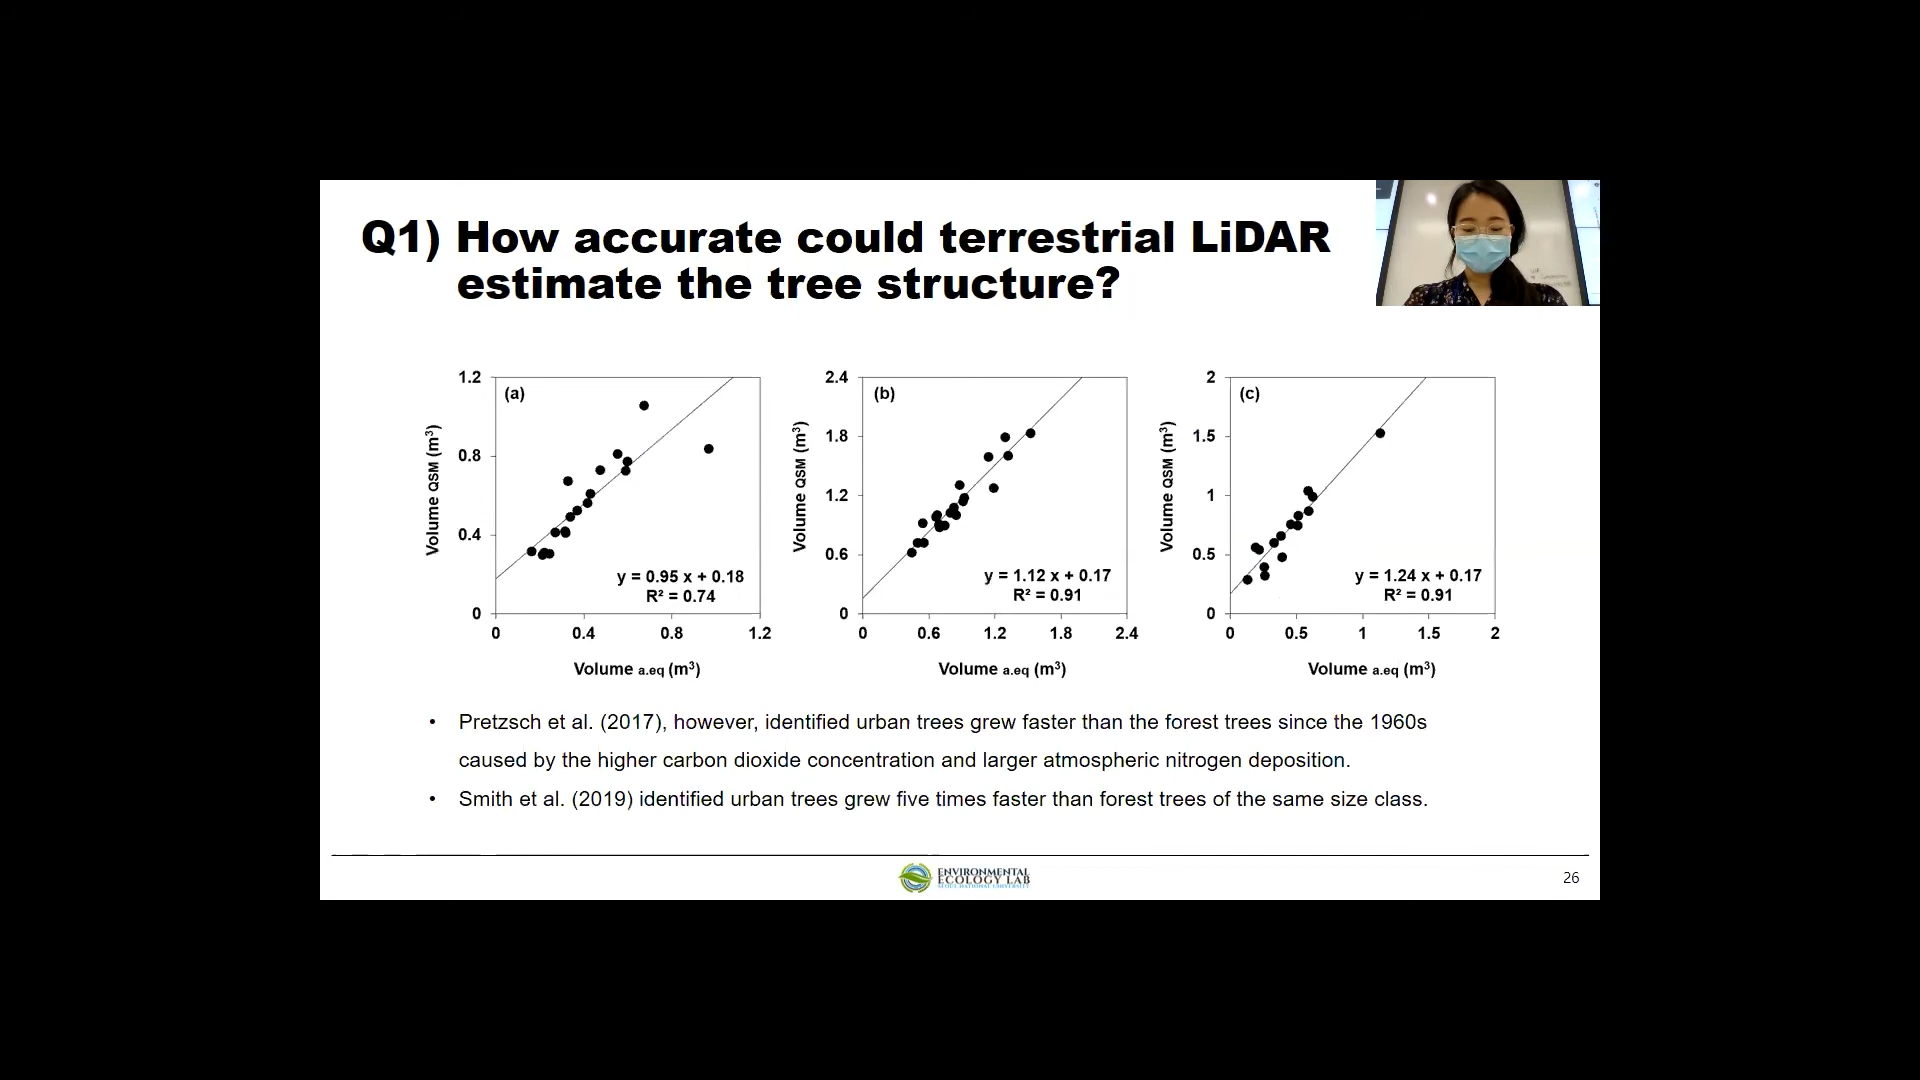 Q1) How accurate could terrestrial LiDAR
estimate the tree structure?
(a)
1.2
0.8
0.4
0
0
0.4
0.8
1.2
Volume QSM (m³)
Volume a.eq (m³)
y = 0.95 x + 0.18
R² = 0.74
(b)
2.4
1.8
1.2
0.6
0
0
0.6
1.2
1.8
2.4
Volume QSM (m³)
Volume a.eq (m³)
y = 1.12 x + 0.17
R² = 0.91
(c)
2
1.5
1
0.5
0
0
0.5
1
1.5
2
Volume QSM (m³)
Volume a.eq (m³)
y = 1.24 x + 0.17
R² = 0.91
• Pretzsch et al. (2017), however, identified urban trees grew faster than the forest trees since the 1960s
caused by the higher carbon dioxide concentration and larger atmospheric nitrogen deposition.
• Smith et al. (2019) identified urban trees grew five times faster than forest trees of the same size class.
ENVIRONMENTAL
ECOLOGY LAB
SEOUL NATIONAL UNIVERSITY
26